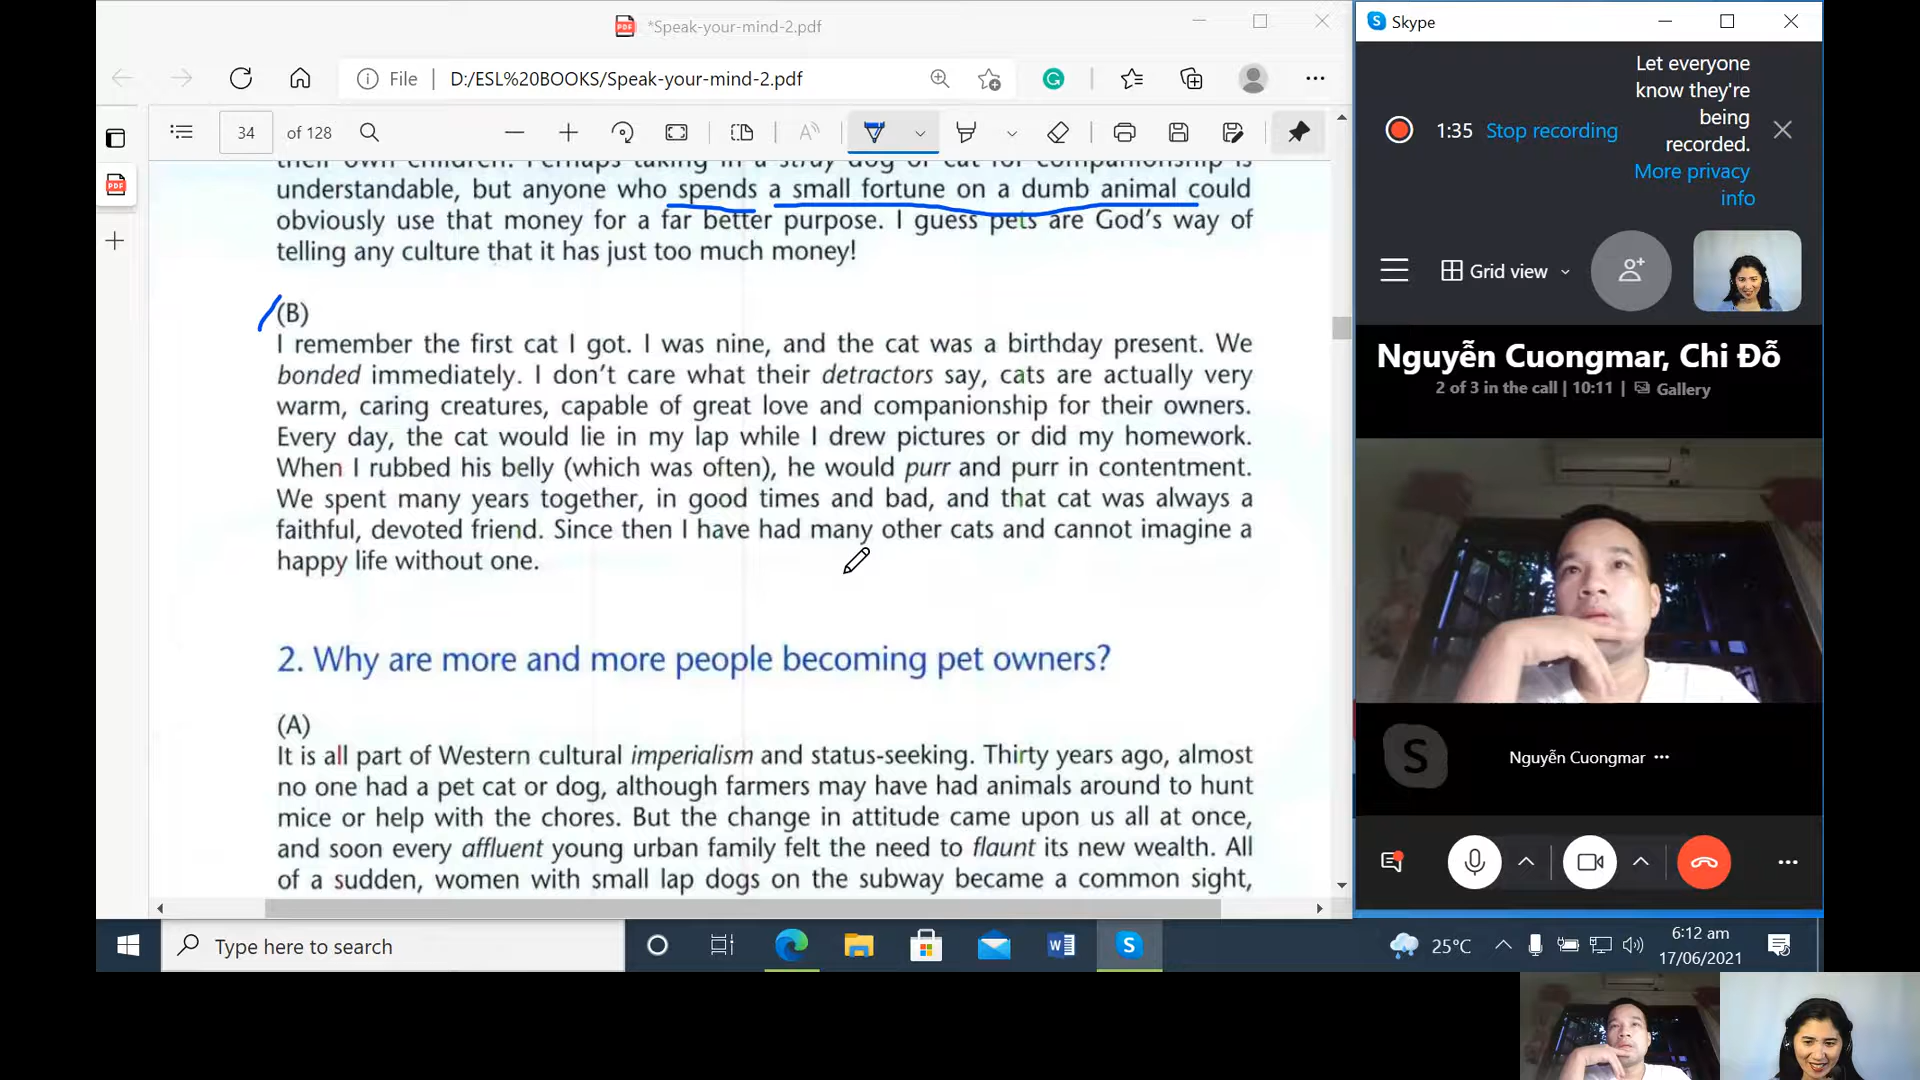 *Speak-your-mind-2.pdf
File
D:/ESL%20BOOKS/Speak-your-mind-2.pdf
34 of 128
their own children. Perhaps taking in a stray dog or cat for companionship is
understandable, but anyone who spends a small fortune on a dumb animal could
obviously use that money for a far better purpose. I guess pets are God's way of
telling any culture that it has just too much money!
(B)
I remember the first cat I got. I was nine, and the cat was a birthday present. We
bonded immediately. I don't care what their detractors say, cats are actually very
warm, caring creatures, capable of great love and companionship for their owners.
Every day, the cat would lie in my lap while I drew pictures or did my homework.
When I rubbed his belly (which was often), he would purr and purr in contentment.
We spent many years together, in good times and bad, and that cat was always a
faithful, devoted friend. Since then I have had many other cats and cannot imagine a
happy life without one.
2. Why are more and more people becoming pet owners?
(A)
It is all part of Western cultural imperialism and status-seeking. Thirty years ago, almost
no one had a pet cat or dog, although farmers may have had animals around to hunt
mice or help with the chores. But the change in attitude came upon us all at once,
and soon every affluent young urban family felt the need to flaunt its new wealth. All
of a sudden, women with small lap dogs on the subway became a common sight,
Skype
Let everyone
know they're
being
recorded.
1:35 Stop recording
More privacy
info
Grid view
Nguyễn Cuongmar, Chi Đỗ
2 of 3 in the call | 10:11 | Gallery
S
Nguyễn Cuongmar
Type here to search
25°C
6:12 am
17/06/2021